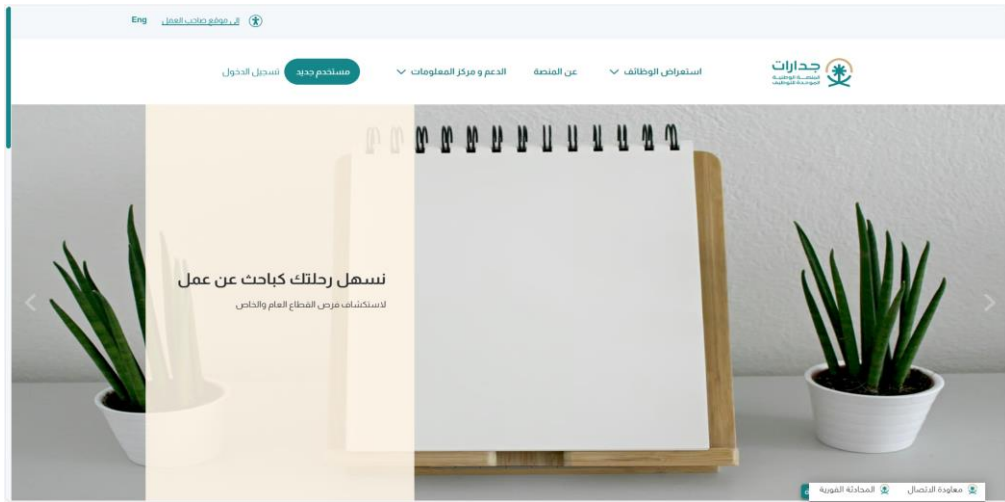 إلى موقع صاحب العمل
Eng
جدارات
المنصة الوطنية
الموحدة للتوظيف
استعراض الوظائف
عن المنصة
الدعم و مركز المعلومات
مستخدم جديد
تسجيل الدخول
نسهل رحلتك كباحث عن عمل
لاستكشاف فرص القطاع العام والخاص
معاودة الاتصال
المحادثة الفورية